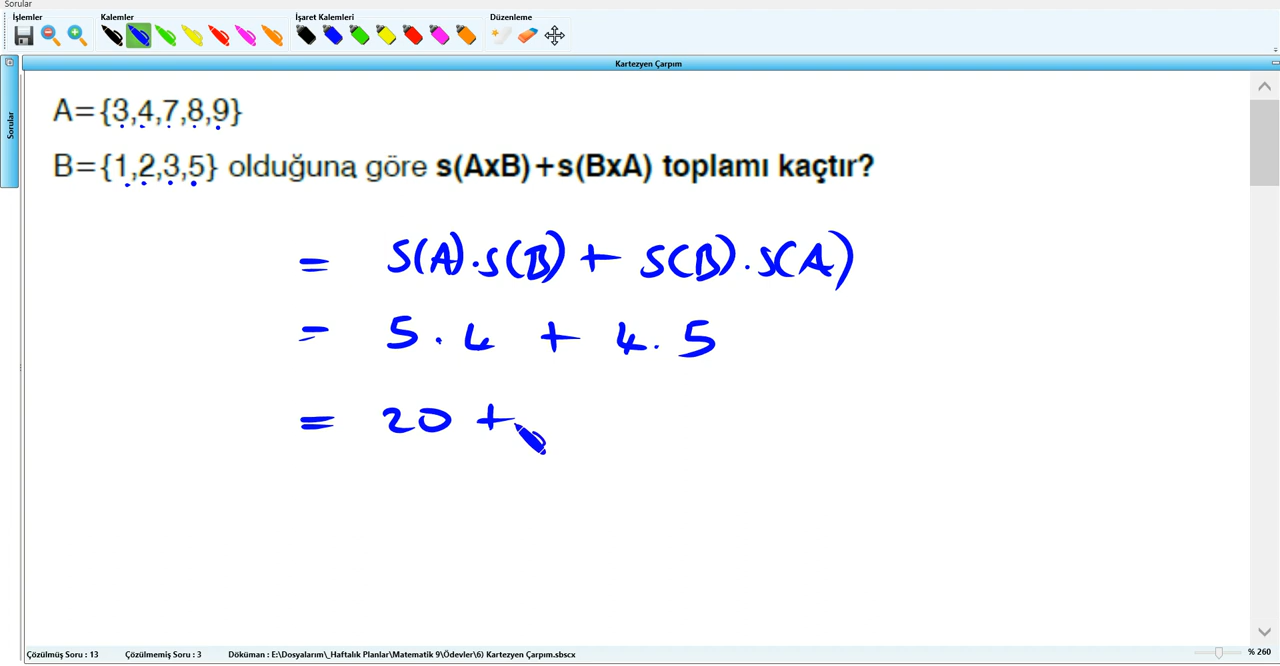 Sorular
İşlemler Kalemler İşaret Kalemleri Düzenleme
Kartezyen Çarpım
Sorular
A={3,4,7,8,9}
B={1,2,3,5} olduğuna göre s(AxB)+s(BxA) toplamı kaçtır?
= s(A).s(B) + s(B).s(A)
= 5.4 + 4.5
= 20 +
Çözülmüş Soru : 13 Çözülmemiş Soru : 3 Döküman : E:\Dosyalarım\_Haftalık Planlar\Matematik 9\Ödevler\6) Kartezyen Çarpım.sbscx % 260